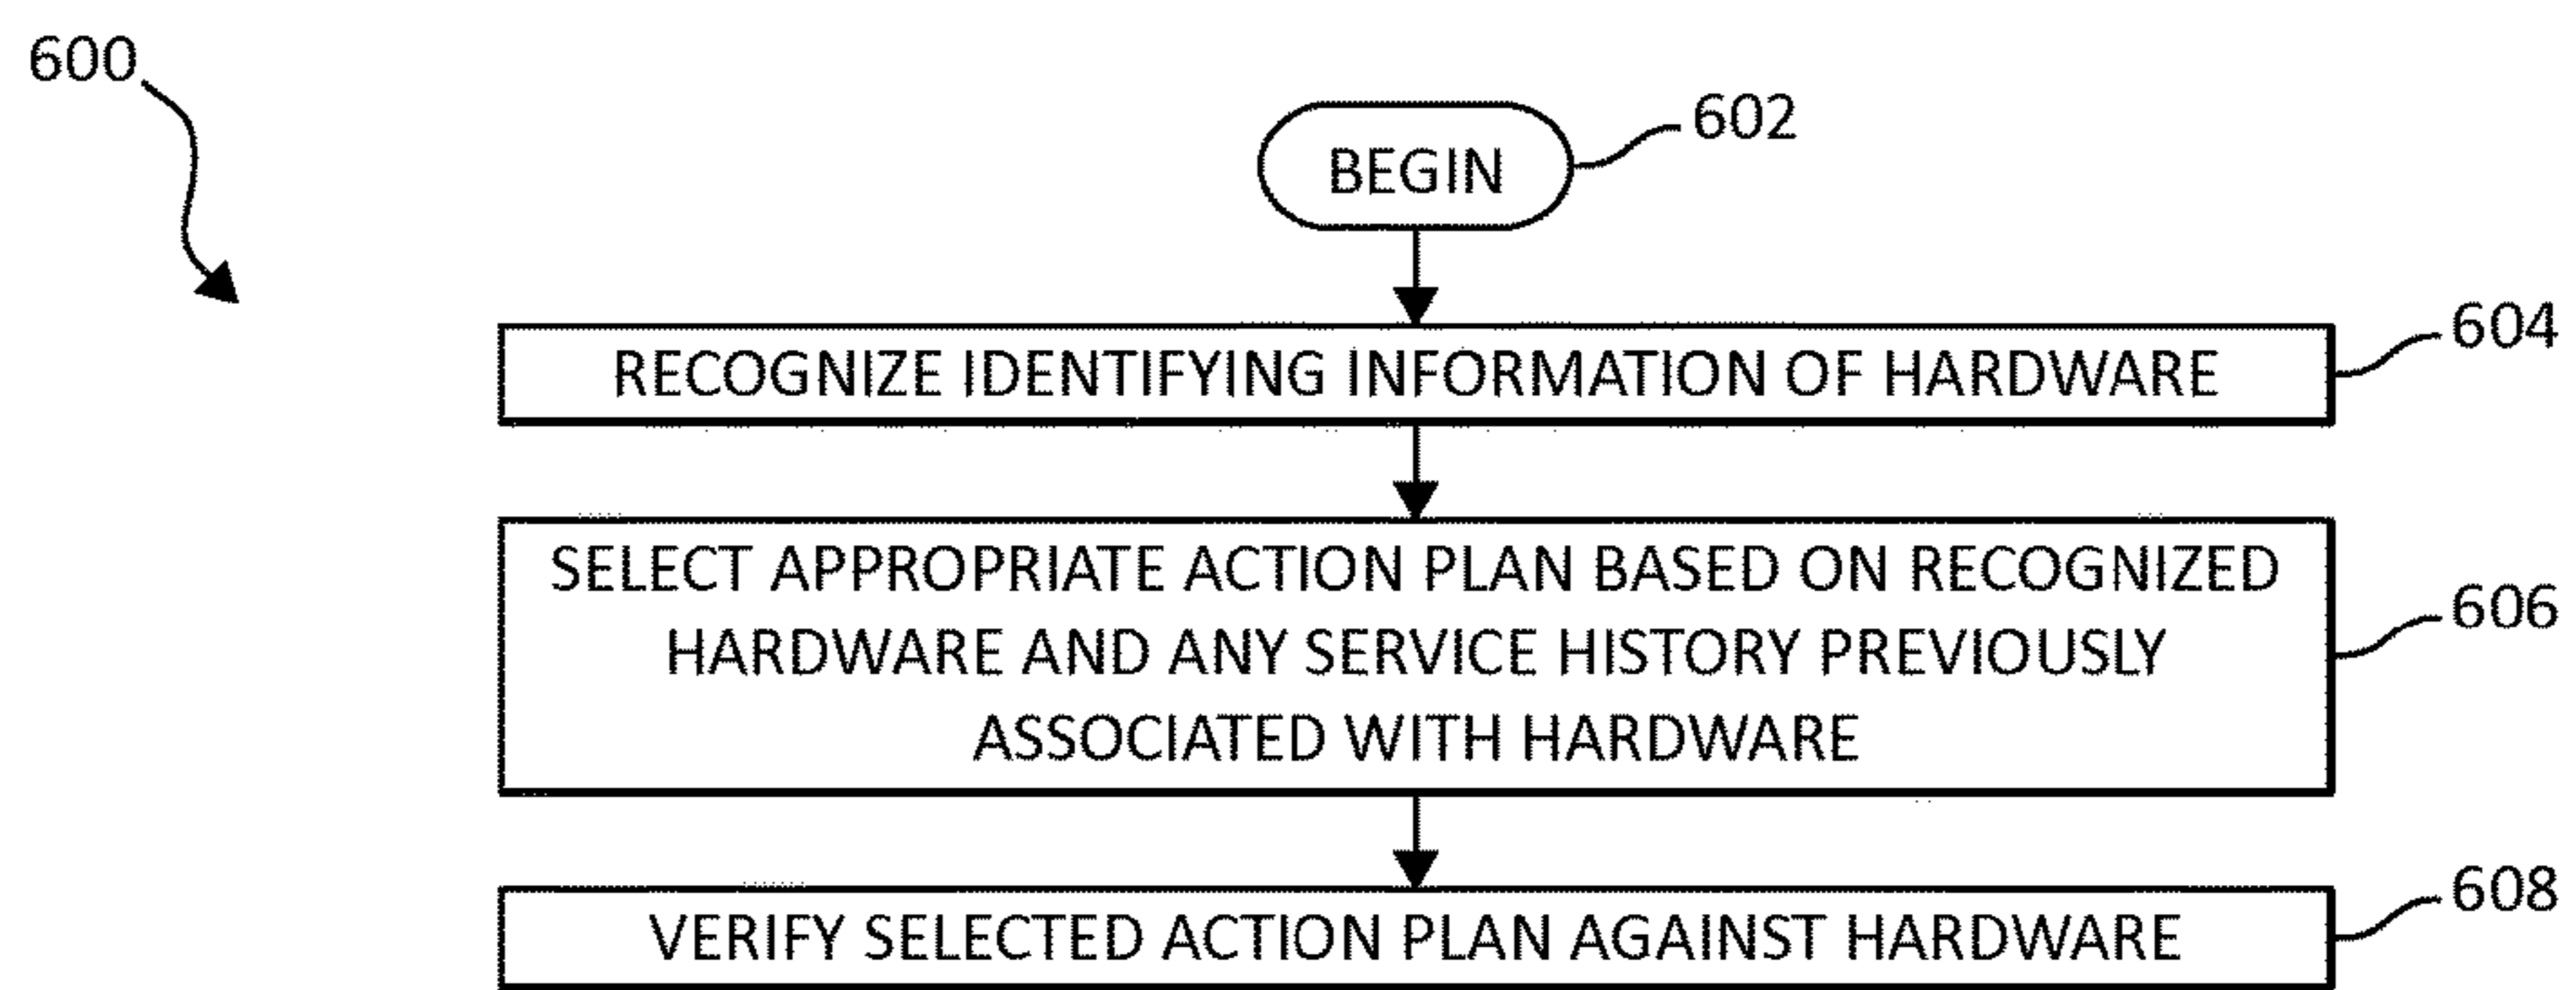 600
BEGIN
602
RECOGNIZE IDENTIFYING INFORMATION OF HARDWARE
604
SELECT APPROPRIATE ACTION PLAN BASED ON RECOGNIZED
HARDWARE AND ANY SERVICE HISTORY PREVIOUSLY
ASSOCIATED WITH HARDWARE
606
VERIFY SELECTED ACTION PLAN AGAINST HARDWARE
608